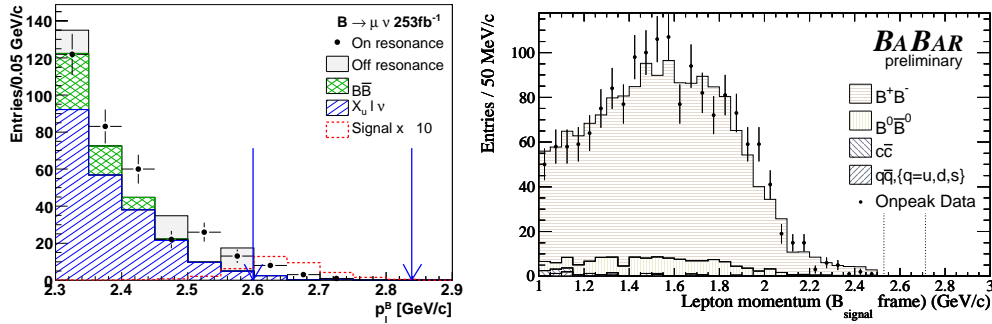 Entries/0.05 GeV/c
140
120
100
80
60
40
20
0
B → μ ν 253fb⁻¹
On resonance
Off resonance
BB̅
X_u l ν
Signal x 10
2.3 2.4 2.5 2.6 2.7 2.8 2.9
p_l^B [GeV/c]
Entries / 50 MeV/c
100
80
60
40
20
0
BABAR
preliminary
B⁺B⁻
B⁰B̅⁰
cc̅
qq̅,{q=u,d,s}
Onpeak Data
1 1.2 1.4 1.6 1.8 2 2.2 2.4 2.6 2.8 3
Lepton momentum (B_signal frame) (GeV/c)